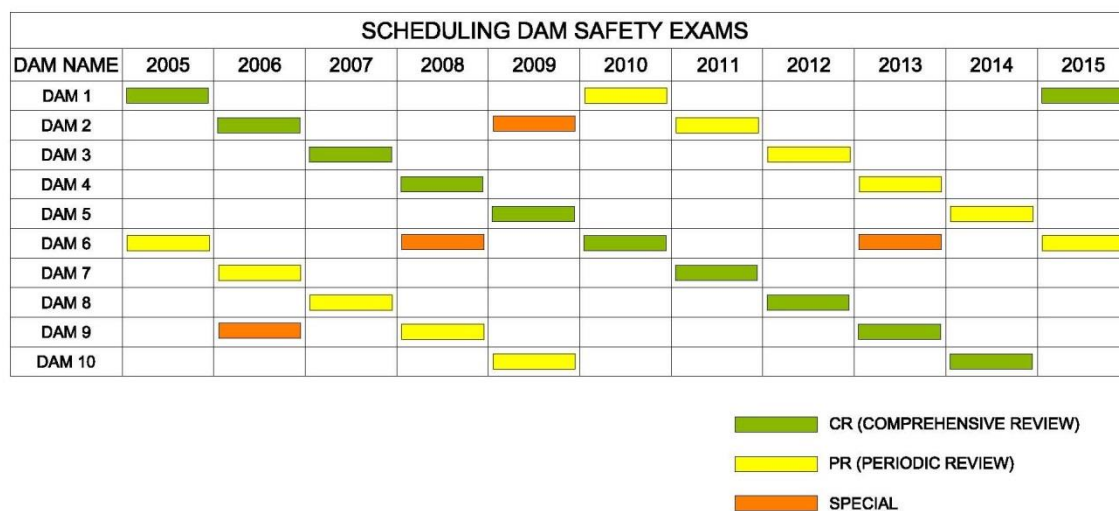 SCHEDULING DAM SAFETY EXAMS
DAM NAME 2005 2006 2007 2008 2009 2010 2011 2012 2013 2014 2015
DAM 1
DAM 2
DAM 3
DAM 4
DAM 5
DAM 6
DAM 7
DAM 8
DAM 9
DAM 10
CR (COMPREHENSIVE REVIEW)
PR (PERIODIC REVIEW)
SPECIAL